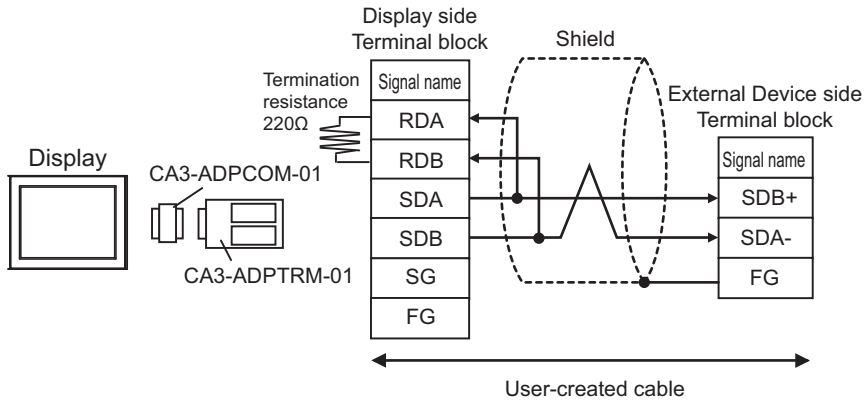 Display side
Terminal block
Shield
Termination
resistance
220Ω
Signal name
RDA
RDB
SDA
SDB
SG
FG
External Device side
Terminal block
Signal name
SDB+
SDA-
FG
Display
CA3-ADPCOM-01
CA3-ADPTRM-01
User-created cable